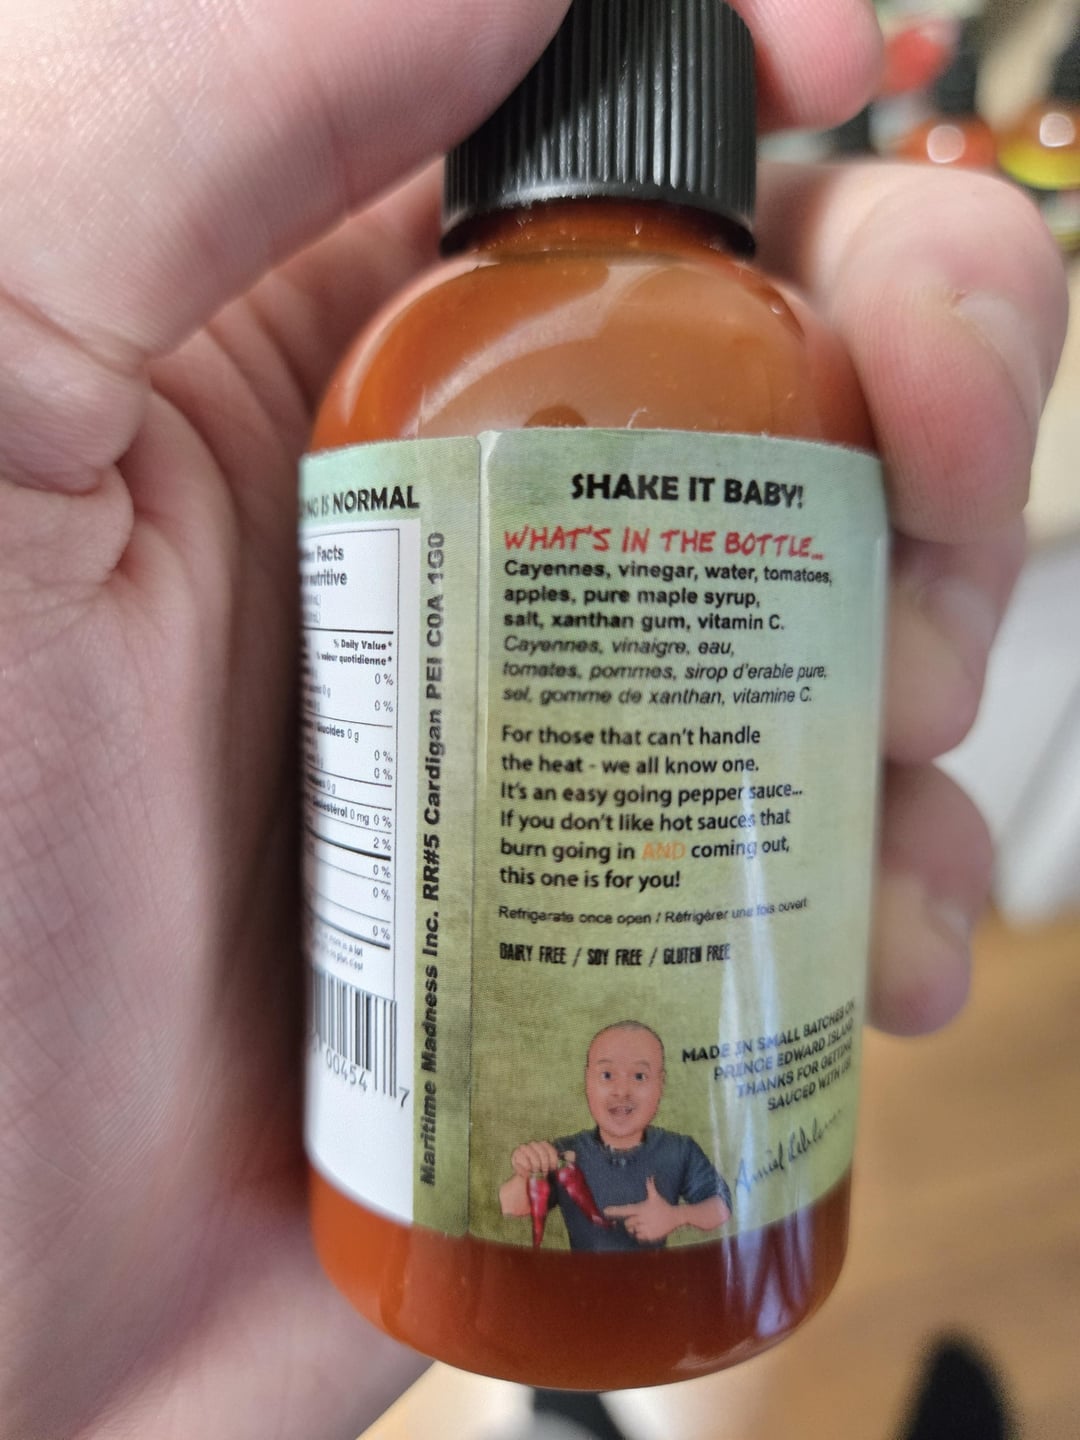 IS NORMAL
Facts
% Daily Value*
valeur quotidienne*
0 %
0 %
Glucides 0 g
0 %
0 %
0 mg 0 %
2 %
0 %
0 %
0 %
00454 7
Maritime Madness Inc. RR#5 Cardigan PEI C0A 1G0
SHAKE IT BABY!
WHAT'S IN THE BOTTLE...
Cayennes, vinegar, water, tomatoes,
apples, pure maple syrup,
salt, xanthan gum, vitamin C.
Cayennes, vinaigre, eau,
tomates, pommes, sirop d'erable pure,
sel, gomme de xanthan, vitamine C.
For those that can't handle
the heat - we all know one.
It's an easy going pepper sauce...
If you don't like hot sauces that
burn going in AND coming out,
this one is for you!
Refrigerate once open / Réfrigérer une fois ouvert
DAIRY FREE / SOY FREE / GLUTEN FREE
MADE IN SMALL BATCHES ON
PRINCE EDWARD ISLAND
THANKS FOR GETTING
SAUCED WITH US!